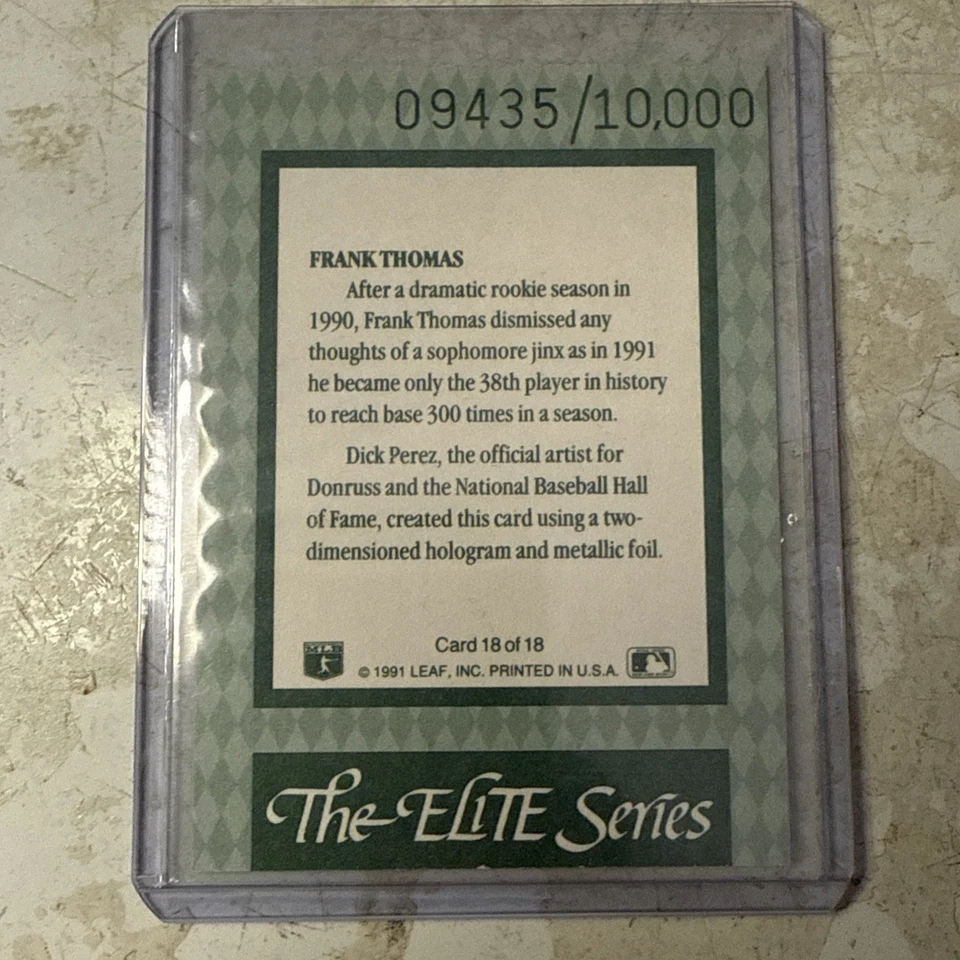 09435/10,000
FRANK THOMAS
After a dramatic rookie season in
1990, Frank Thomas dismissed any
thoughts of a sophomore jinx as in 1991
he became only the 38th player in history
to reach base 300 times in a season.
Dick Perez, the official artist for
Donruss and the National Baseball Hall
of Fame, created this card using a two-
dimensioned hologram and metallic foil.
Card 18 of 18
MLB
© 1991 LEAF, INC. PRINTED IN U.S.A.
The ELITE Series